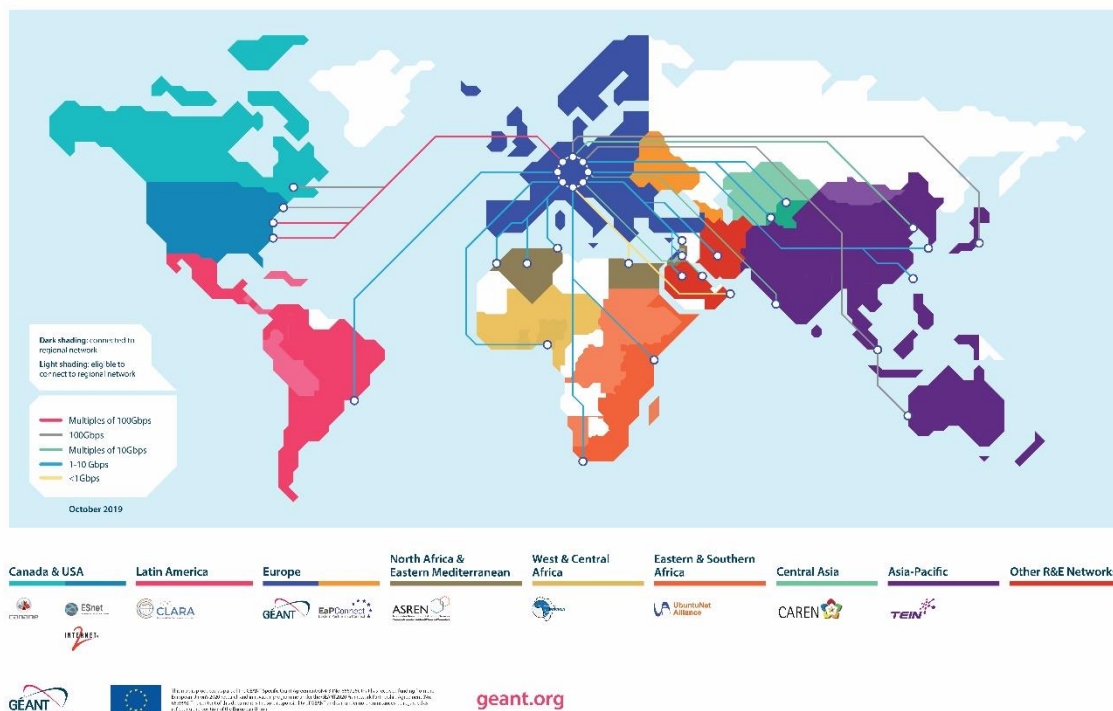 Dark shading: connected to
regional network
Light shading: eligible to
connect to regional network
Multiples of 100Gbps
100Gbps
Multiples of 10Gbps
1-10 Gbps
<1Gbps
October 2019
Canada & USA
Latin America
Europe
North Africa &
Eastern Mediterranean
West & Central
Africa
Eastern & Southern
Africa
Central Asia
Asia-Pacific
Other R&E Networks
canarie
ESnet
INTERNET
2
CLARA
GÉANT
EaPConnect
ASREN
UbuntuNet
Alliance
CAREN
TEIN
GÉANT
geant.org